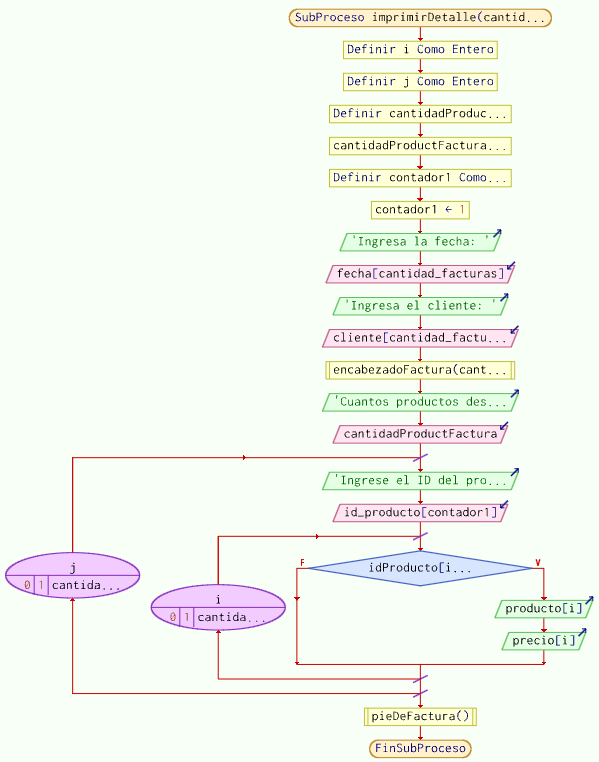 SubProceso imprimirDetalle(cantid...
Definir i Como Entero
Definir j Como Entero
Definir cantidadProduc...
cantidadProductFactura...
Definir contador1 Como...
contador1 ← 1
'Ingresa la fecha: '
fecha[cantidad_facturas]
'Ingresa el cliente: '
cliente[cantidad_factu...
encabezadoFactura(cant...
'Cuantos productos des...
cantidadProductFactura
'Ingrese el ID del pro...
id_producto[contador1]
j
0 1 cantida...
i
0 1 cantida...
F
idProducto[i...
V
producto[i]
precio[i]
pieDeFactura()
FinSubProceso